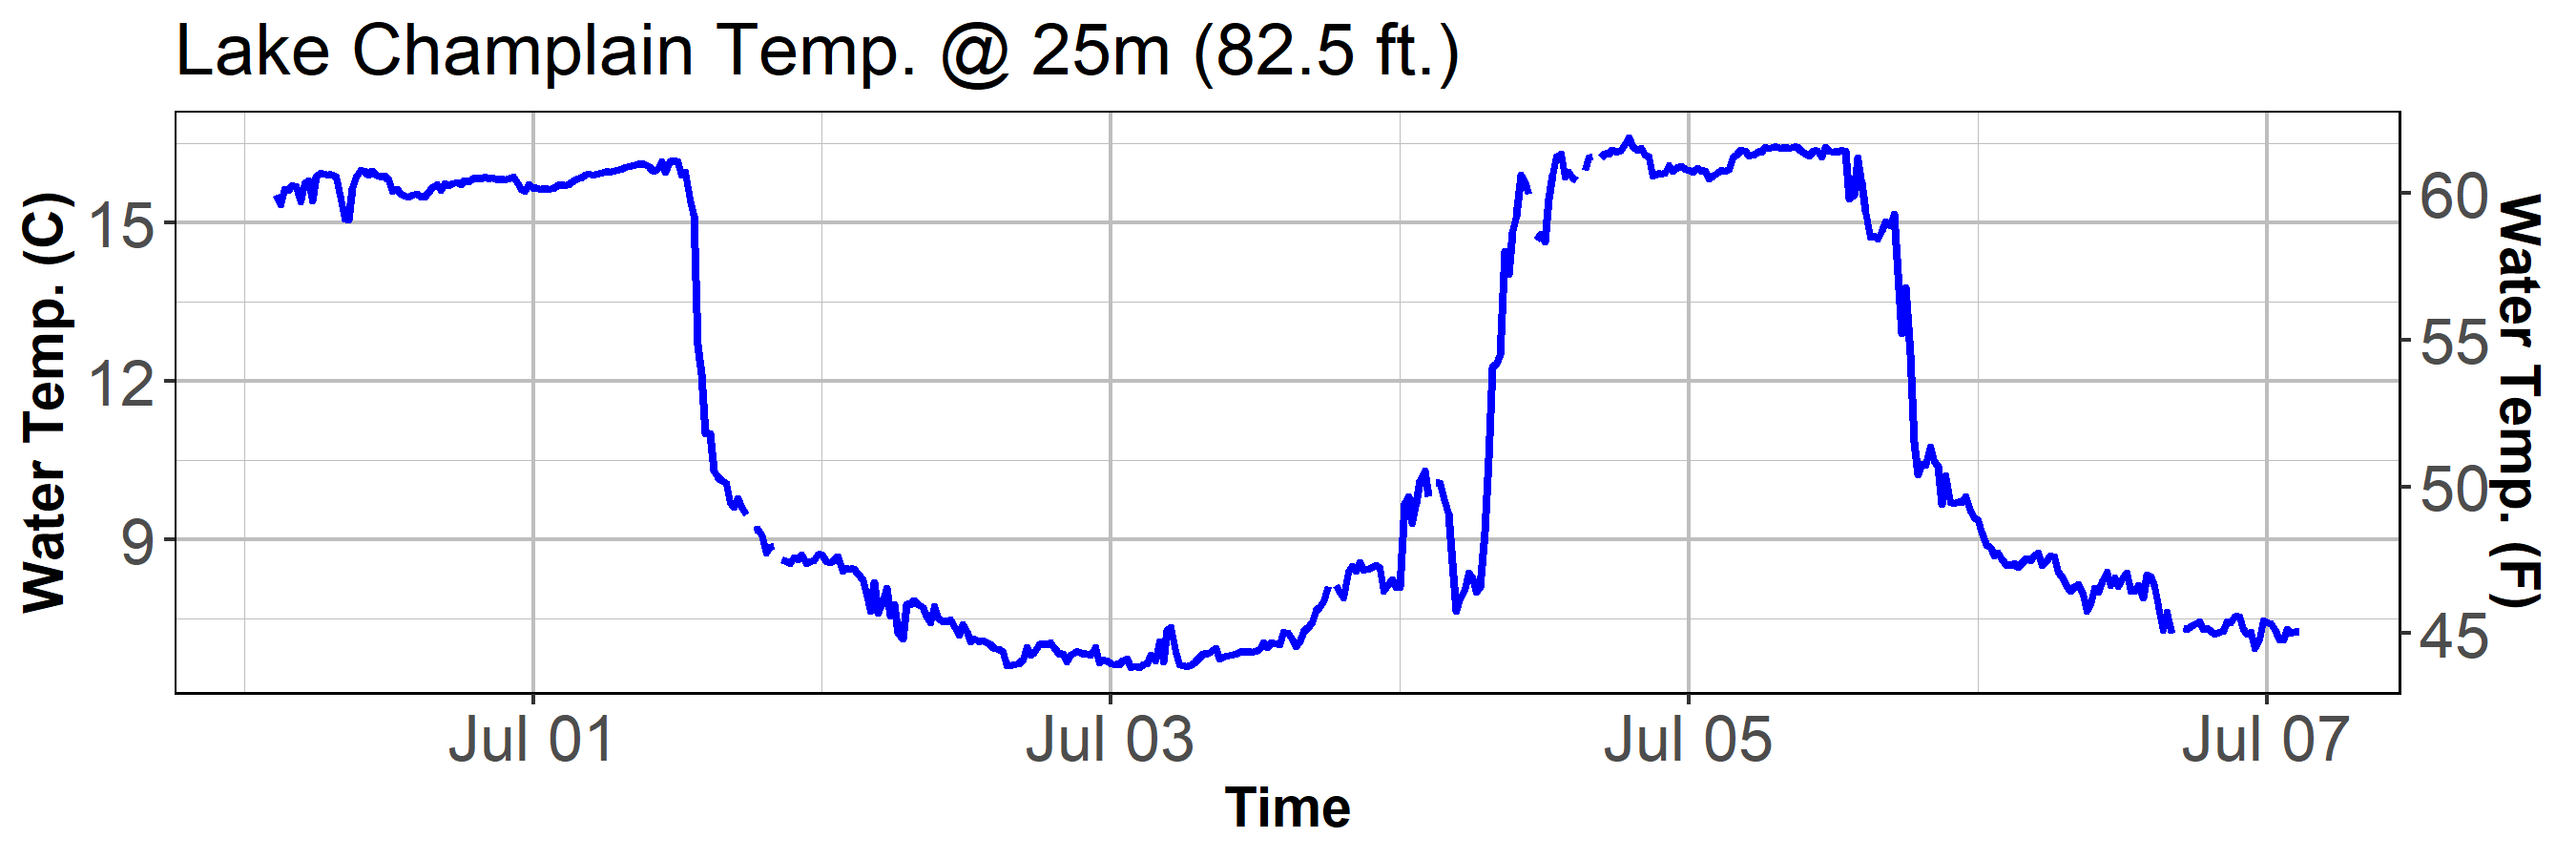 Lake Champlain Temp. @ 25m (82.5 ft.)
Water Temp. (C)
15
12
9
60
55
50
45
Water Temp. (F)
Jul 01
Jul 03
Jul 05
Jul 07
Time